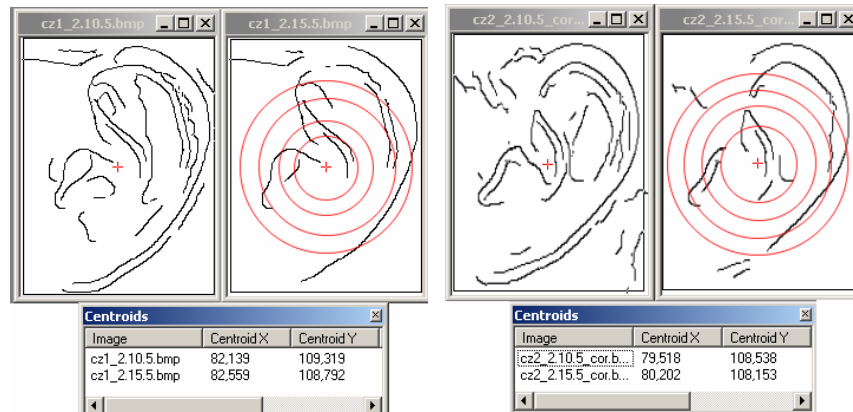 cz1_2.10.5.bmp
cz1_2.15.5.bmp
cz2_2.10.5_cor...
cz2_2.15.5_cor...
Centroids
Image Centroid X Centroid Y
cz1_2.10.5.bmp 82,139 109,319
cz1_2.15.5.bmp 82,559 108,792
Centroids
Image Centroid X Centroid Y
cz2_2.10.5_cor.b... 79,518 108,538
cz2_2.15.5_cor.b... 80,202 108,153